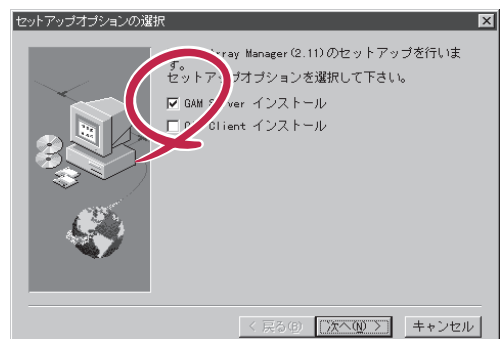 セットアップオプションの選択
Array Manager(2.11)のセットアップを行いま
す。
セットアップオプションを選択して下さい。
GAM Server インストール
Client インストール
< 戻る(B) 次へ(N) > キャンセル